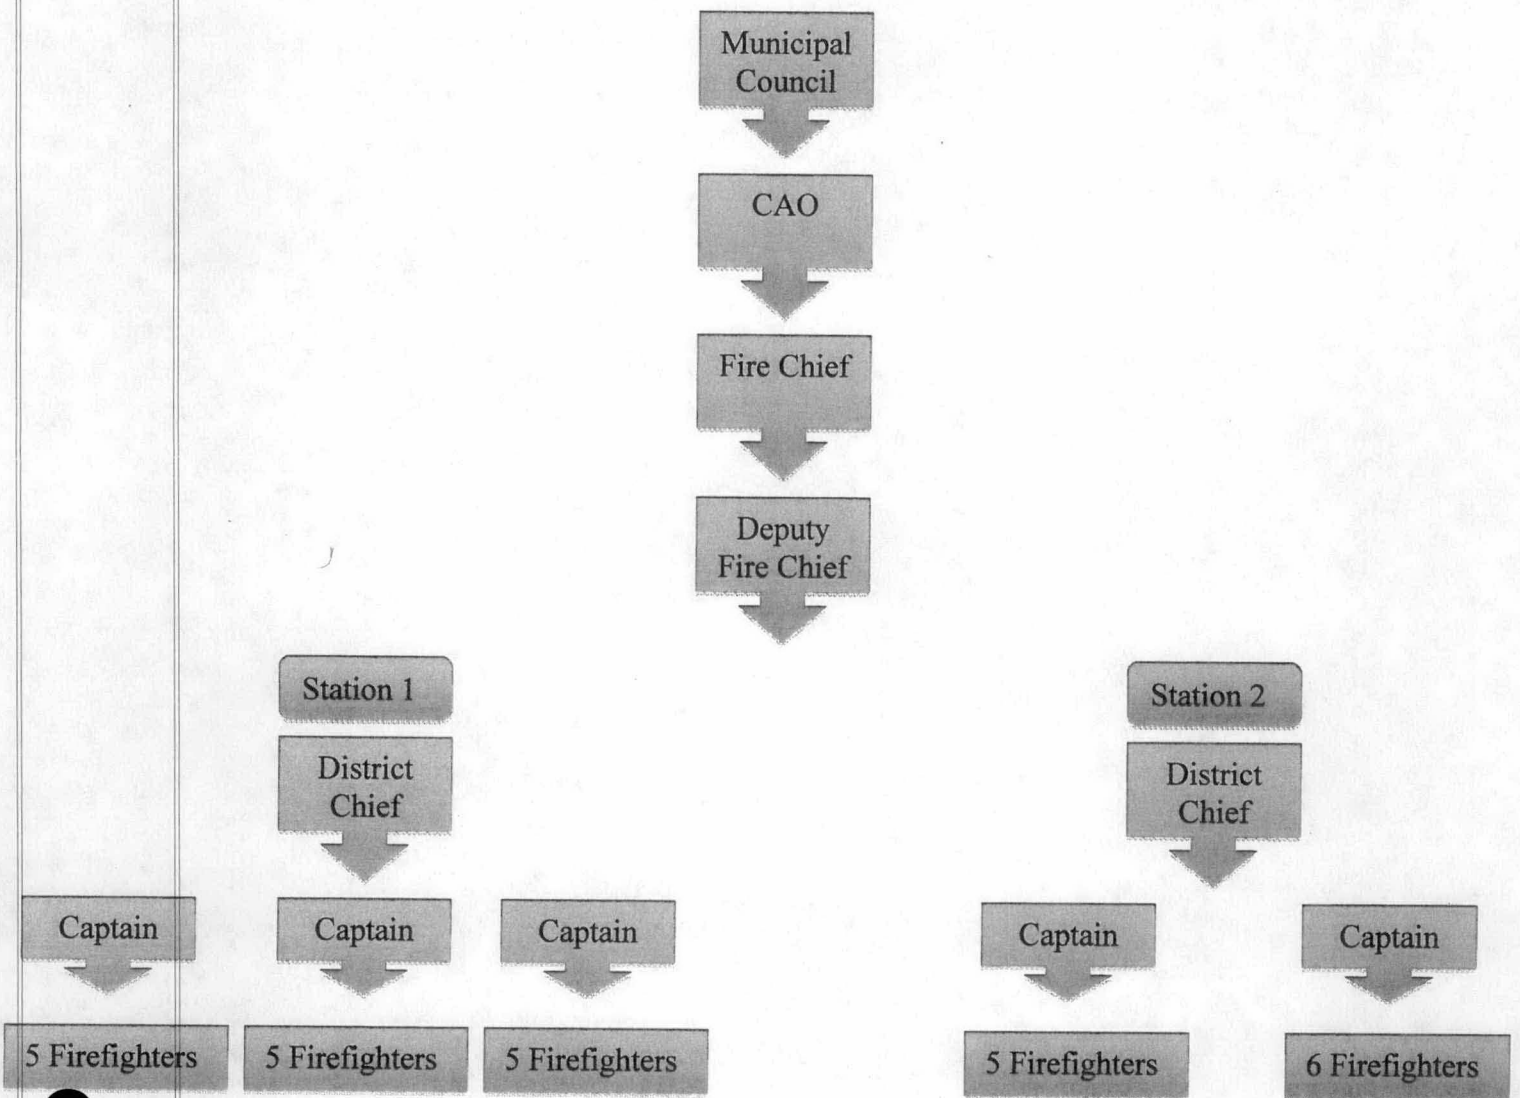 Municipal
Council
CAO
Fire Chief
Deputy
Fire Chief
Station 1
Station 2
District
Chief
District
Chief
Captain
Captain
Captain
Captain
Captain
5 Firefighters
5 Firefighters
5 Firefighters
5 Firefighters
6 Firefighters